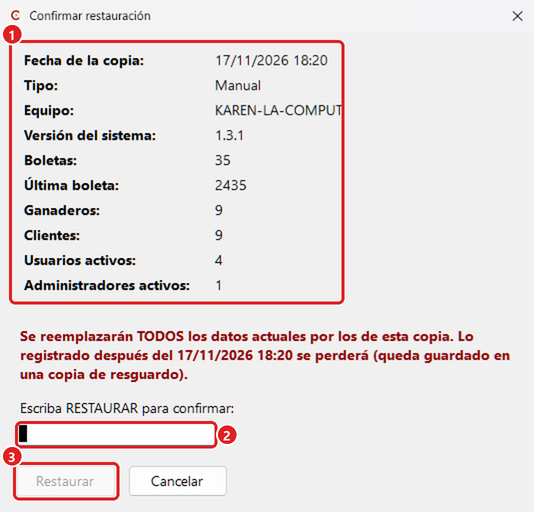 Confirmar restauración
1
Fecha de la copia: 17/11/2026 18:20
Tipo: Manual
Equipo: KAREN-LA-COMPUT
Versión del sistema: 1.3.1
Boletas: 35
Última boleta: 2435
Ganaderos: 9
Clientes: 9
Usuarios activos: 4
Administradores activos: 1
Se reemplazarán TODOS los datos actuales por los de esta copia. Lo
registrado después del 17/11/2026 18:20 se perderá (queda guardado en
una copia de resguardo).
Escriba RESTAURAR para confirmar:
2
3
Restaurar Cancelar